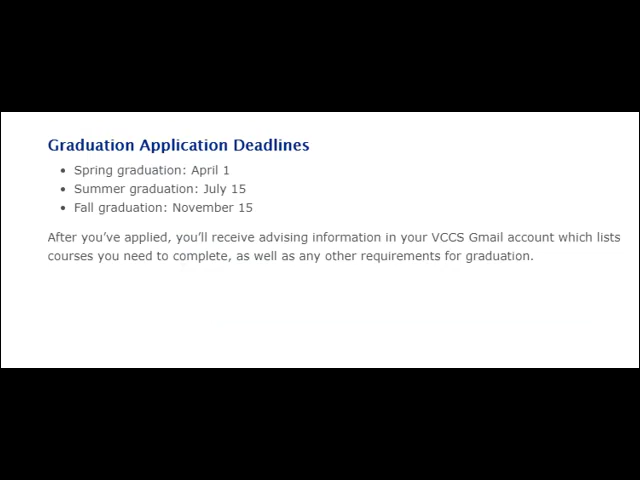 Graduation Application Deadlines
• Spring graduation: April 1
• Summer graduation: July 15
• Fall graduation: November 15
After you’ve applied, you’ll receive advising information in your VCCS Gmail account which lists
courses you need to complete, as well as any other requirements for graduation.